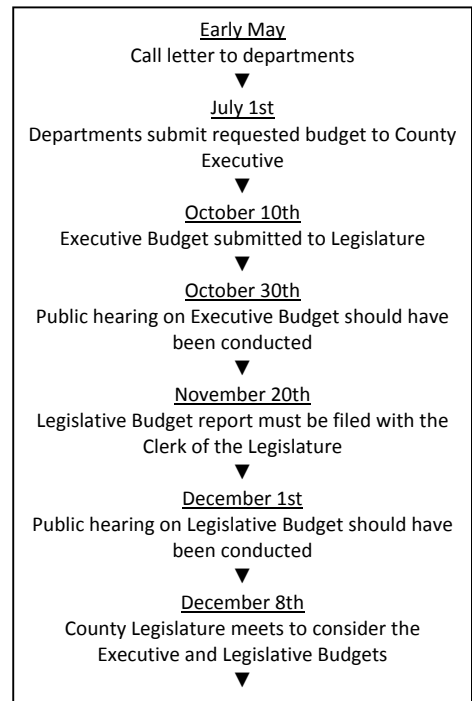 Early May
Call letter to departments
▼
July 1st
Departments submit requested budget to County
Executive
▼
October 10th
Executive Budget submitted to Legislature
▼
October 30th
Public hearing on Executive Budget should have
been conducted
▼
November 20th
Legislative Budget report must be filed with the
Clerk of the Legislature
▼
December 1st
Public hearing on Legislative Budget should have
been conducted
▼
December 8th
County Legislature meets to consider the
Executive and Legislative Budgets
▼